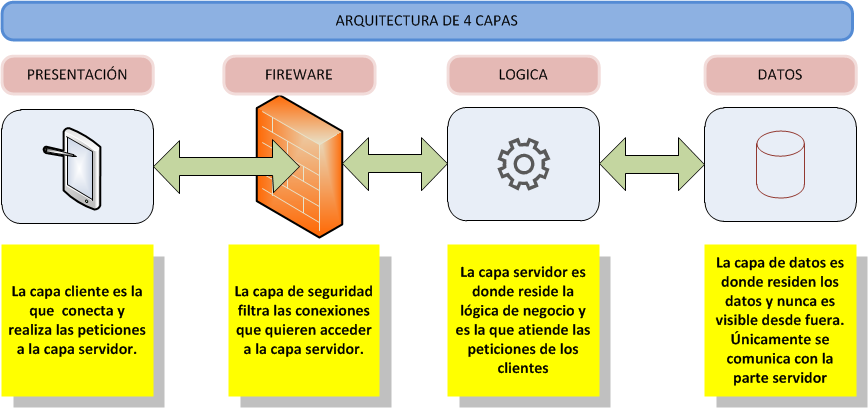 ARQUITECTURA DE 4 CAPAS
PRESENTACIÓN
FIREWARE
LOGICA
DATOS
La capa cliente es la
que conecta y
realiza las peticiones
a la capa servidor.
La capa de seguridad
filtra las conexiones
que quieren acceder
a la capa servidor.
La capa servidor es
donde reside la
lógica de negocio y
es la que atiende las
peticiones de los
clientes
La capa de datos es
donde residen los
datos y nunca es
visible desde fuera.
Únicamente se
comunica con la
parte servidor